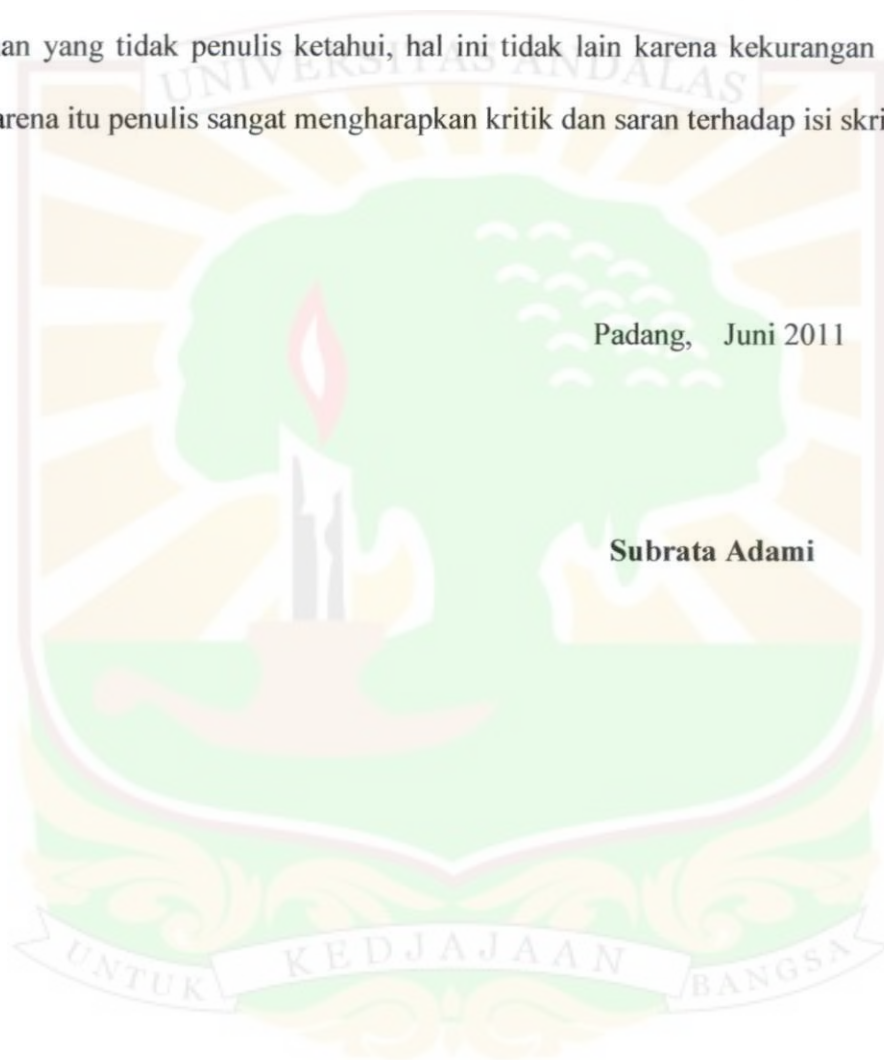 an yang tidak penulis ketahui, hal ini tidak lain karena kekurangan
arena itu penulis sangat mengharapkan kritik dan saran terhadap isi skri
UNIVERSITAS ANDALAS
Padang, Juni 2011
Subrata Adami
UNTUK KEDJAJAAN BANGSA